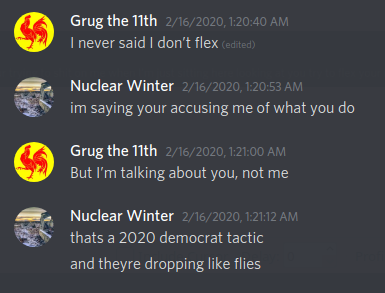 Grug the 11th 2/16/2020, 1:20:40 AM
I never said I don't flex (edited)
Nuclear Winter 2/16/2020, 1:20:53 AM
im saying your accusing me of what you do
Grug the 11th 2/16/2020, 1:21:00 AM
But I'm talking about you, not me
Nuclear Winter 2/16/2020, 1:21:12 AM
thats a 2020 democrat tactic
and theyre dropping like flies